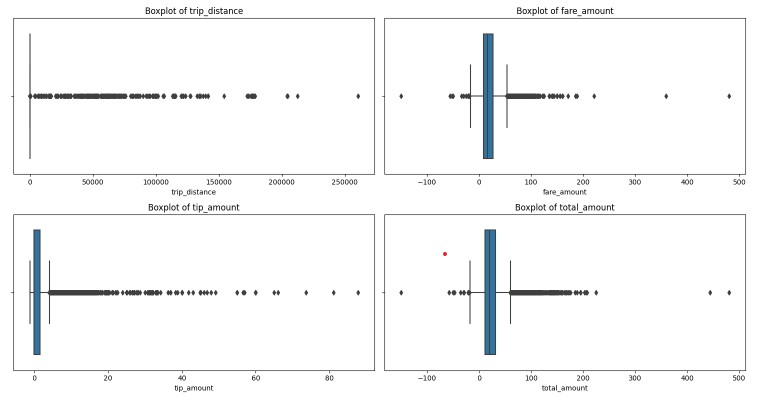 Boxplot of trip_distance
0 50000 100000 150000 200000 250000
trip_distance
Boxplot of fare_amount
−100 0 100 200 300 400 500
fare_amount
Boxplot of tip_amount
0 20 40 60 80
tip_amount
Boxplot of total_amount
−100 0 100 200 300 400 500
total_amount